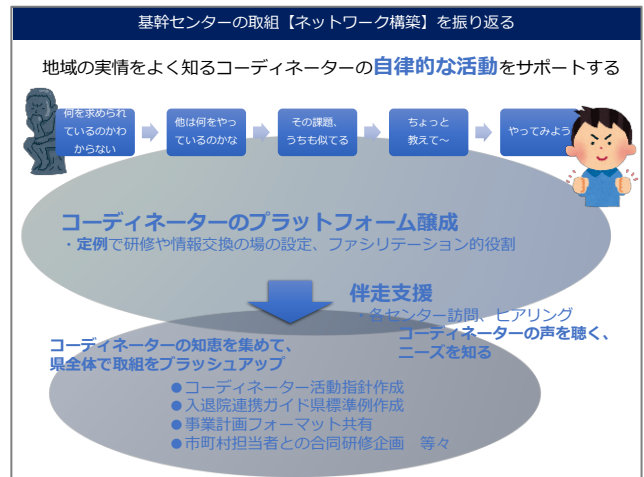 基幹センターの取組【ネットワーク構築】を振り返る
地域の実情をよく知るコーディネーターの自律的な活動をサポートする
何を求められ
ているのかわ
からない
他は何をやっ
ているのかな
その課題、
うちも似てる
ちょっと
教えて～
やってみよう
コーディネーターのプラットフォーム醸成
・定例で研修や情報交換の場の設定、ファシリテーション的役割
伴走支援
・各センター訪問、ヒアリング
コーディネーターの声を聴く、
ニーズを知る
コーディネーターの知恵を集めて、
県全体で取組をブラッシュアップ
●コーディネーター活動指針作成
●入退院連携ガイド県標準例作成
●事業計画フォーマット共有
●市町村担当者との合同研修企画　等々